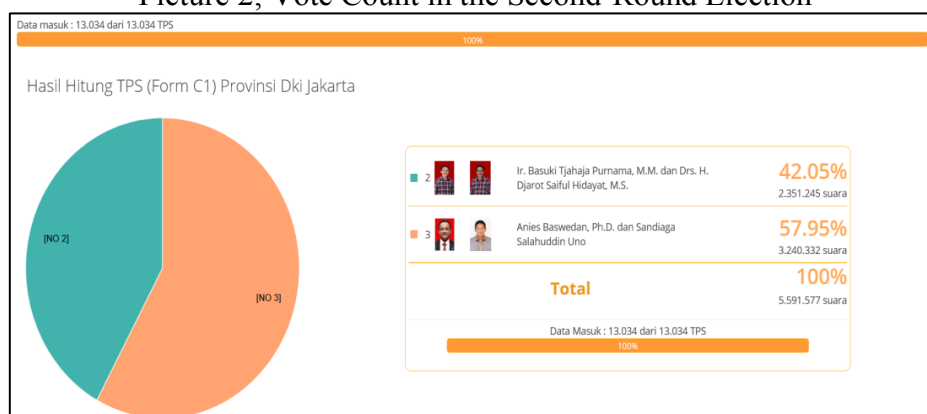 Picture 2; Vote Count in the Second-Round Election
Data masuk : 13.034 dari 13.034 TPS
100%
Hasil Hitung TPS (Form C1) Provinsi Dki Jakarta
[NO 2]
[NO 3]
2
Ir. Basuki Tjahaja Purnama, M.M. dan Drs. H.
Djarot Saiful Hidayat, M.S.
42.05%
2.351.245 suara
3
Anies Baswedan, Ph.D. dan Sandiaga
Salahuddin Uno
57.95%
3.240.332 suara
Total
100%
5.591.577 suara
Data Masuk : 13.034 dari 13.034 TPS
100%